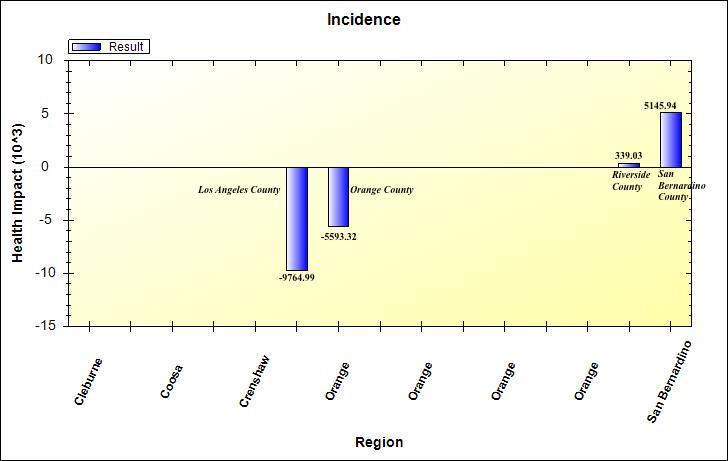 Incidence
Result
Health Impact (10^3)
10
5
0
-5
-10
-15
Los Angeles County
-9764.99
Orange County
-5593.32
339.03
Riverside
County
5145.94
San
Bernardino
County
Cleburne
Coosa
Crenshaw
Orange
Orange
Orange
Orange
San Bernardino
Region